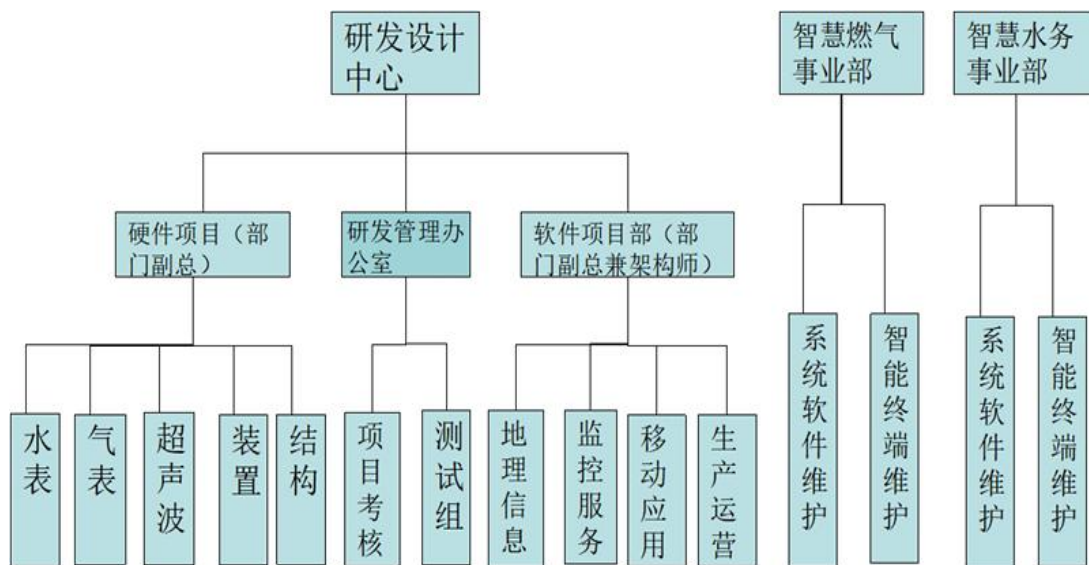 研发设计
中心
智慧燃气
事业部
智慧水务
事业部
硬件项目（部
门副总）
研发管理办
公室
软件项目部（部
门副总兼架构师）
水表
气表
超声波
装置
结构
项目考核
测试组
地理信息
监控服务
移动应用
生产运营
系统软件维护
智能终端维护
系统软件维护
智能终端维护